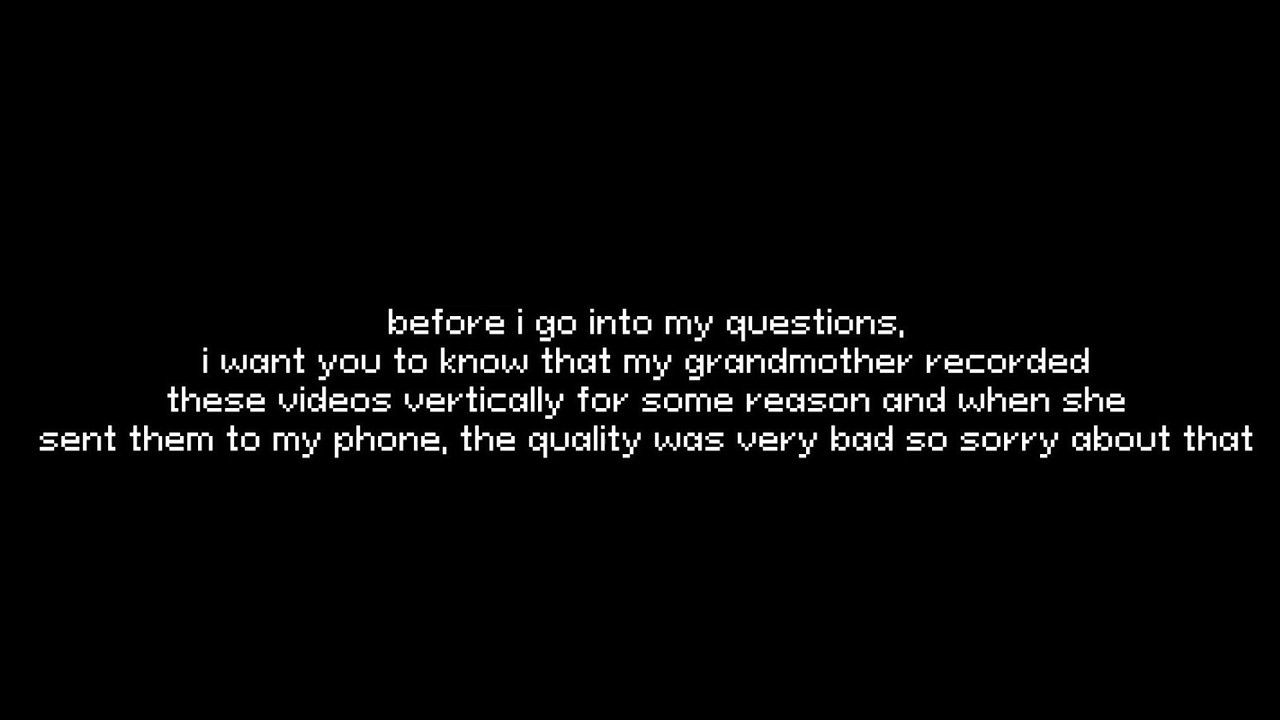 before i go into my questions,
i want you to know that my grandmother recorded
these videos vertically for some reason and when she
sent them to my phone, the quality was very bad so sorry about that